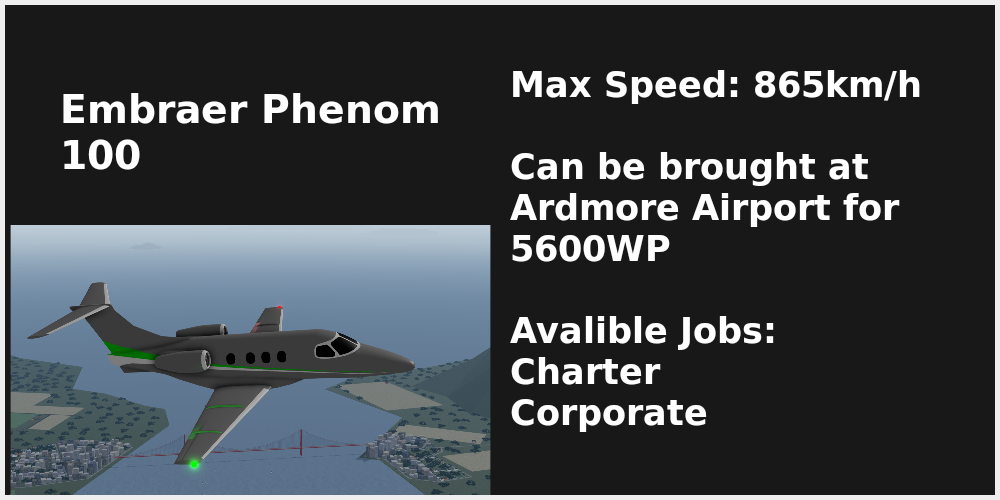 Embraer Phenom
100
Max Speed: 865km/h
Can be brought at
Ardmore Airport for
5600WP
Avalible Jobs:
Charter
Corporate